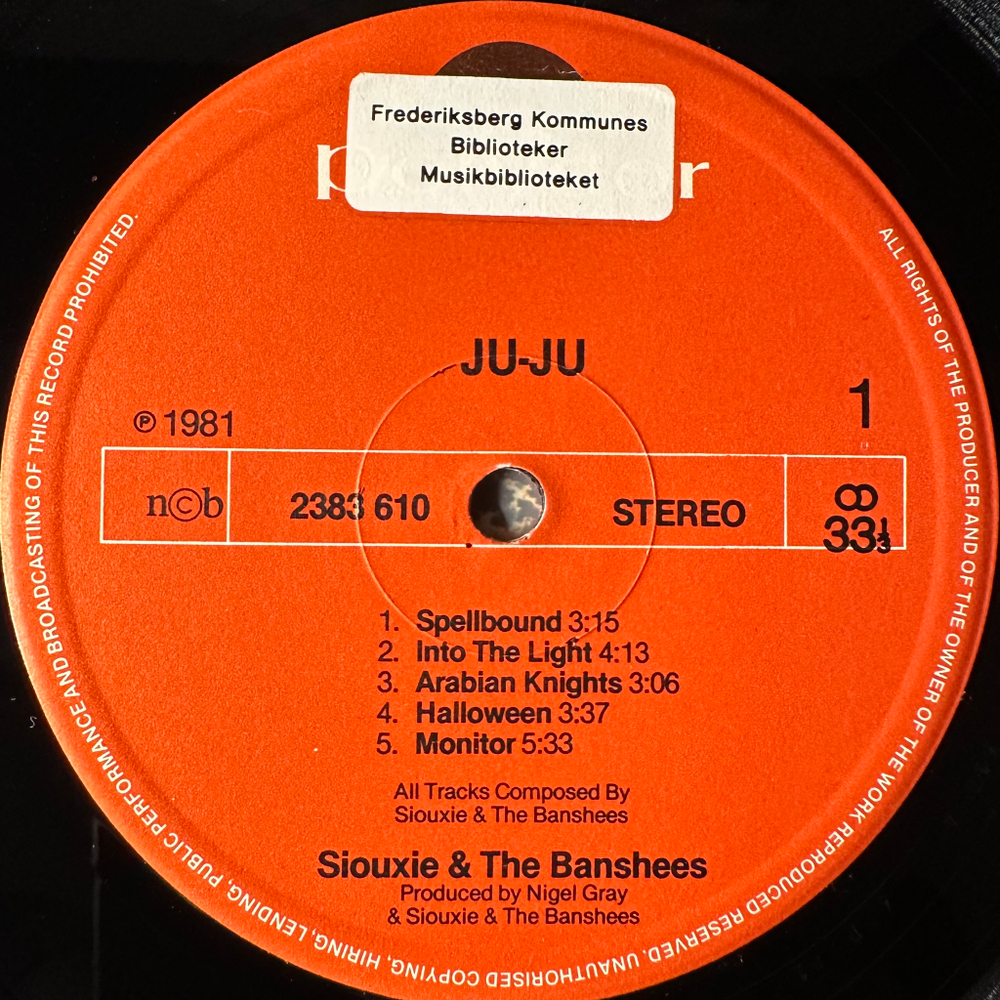 Frederiksberg Kommunes
Biblioteker
Musikbiblioteket
JU-JU
℗ 1981
1
n©b
2383 610
STEREO
33⅓
1. Spellbound 3:15
2. Into The Light 4:13
3. Arabian Knights 3:06
4. Halloween 3:37
5. Monitor 5:33
All Tracks Composed By
Siouxie & The Banshees
Siouxie & The Banshees
Produced by Nigel Gray
& Siouxie & The Banshees
ALL RIGHTS OF THE PRODUCER AND OF THE OWNER OF THE WORK REPRODUCED RESERVED. UNAUTHORISED COPYING, HIRING, LENDING, PUBLIC PERFORMANCE AND BROADCASTING OF THIS RECORD PROHIBITED.